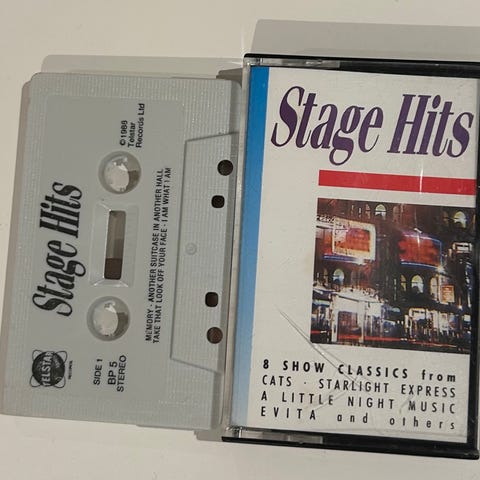 Stage Hits
TELSTAR
RECORDS
SIDE 1
BP 5
STEREO
MEMORY - ANOTHER SUITCASE IN ANOTHER HALL
TAKE THAT LOOK OFF YOUR FACE - I AM WHAT I AM
©1988
Telstar
Records Ltd
Stage Hits
8 SHOW CLASSICS from
CATS · STARLIGHT EXPRESS
A LITTLE NIGHT MUSIC
EVITA and others